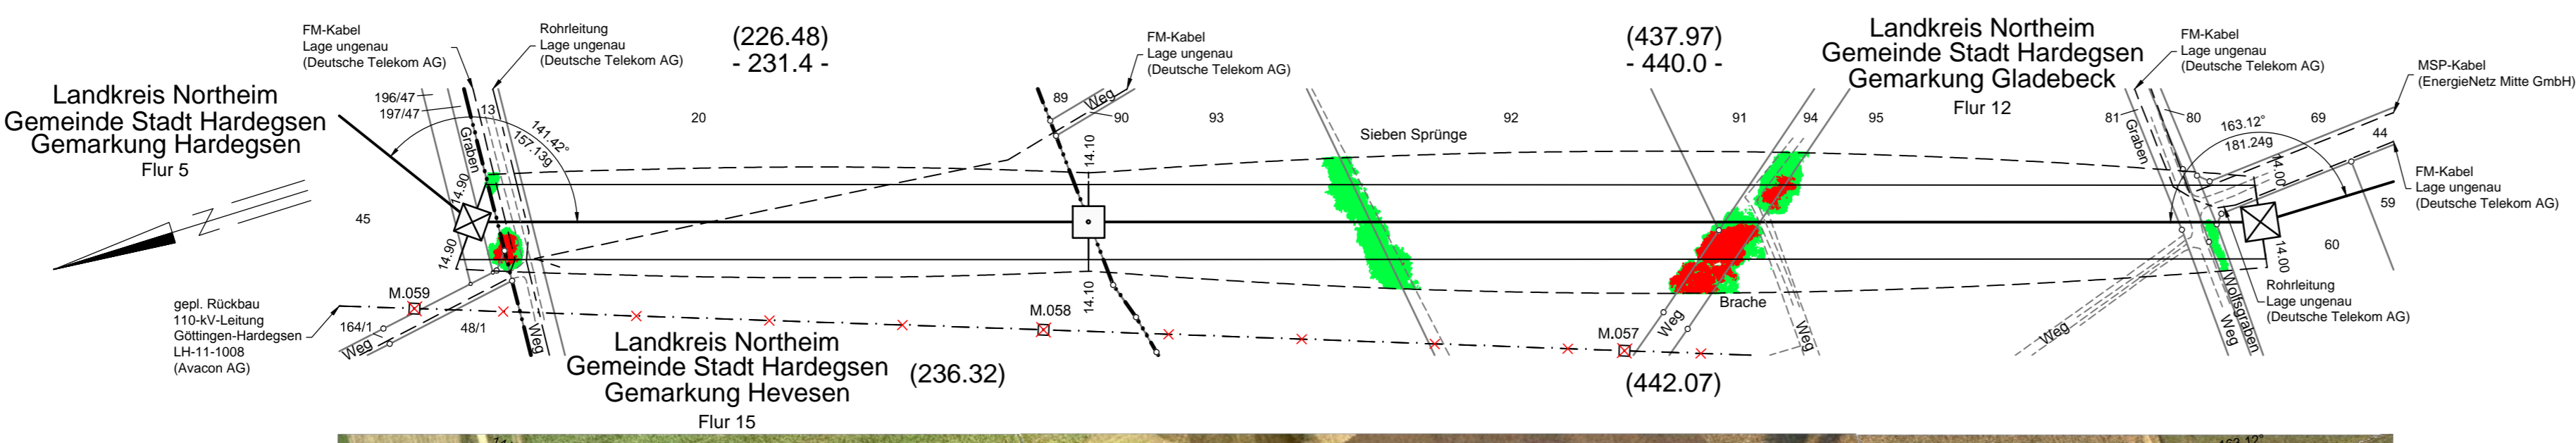 FM-Kabel
Lage ungenau
(Deutsche Telekom AG)
Rohrleitung
Lage ungenau
(Deutsche Telekom AG)
(226.48)
- 231.4 -
FM-Kabel
Lage ungenau
(Deutsche Telekom AG)
(437.97)
- 440.0 -
Landkreis Northeim
Gemeinde Stadt Hardegsen
Gemarkung Gladebeck
Flur 12
FM-Kabel
Lage ungenau
(Deutsche Telekom AG)
MSP-Kabel
(EnergieNetz Mitte GmbH)
Landkreis Northeim
Gemeinde Stadt Hardegsen
Gemarkung Hardegsen
Flur 5
196/47
197/47
13
Graben
141.42°
157.13g
20
89
Weg
90
93
14.10
Sieben Sprünge
92
91
94
95
81
Graben
80
163.12°
181.24g
69
44
14.00
FM-Kabel
Lage ungenau
(Deutsche Telekom AG)
N
45
14.90
14.90
59
60
14.00
gepl. Rückbau
110-kV-Leitung
Göttingen-Hardegsen
LH-11-1008
(Avacon AG)
M.059
164/1
Weg
48/1
Weg
M.058
14.10
M.057
Weg
Brache
Weg
Weg
Weg
Wolfsgraben
Rohrleitung
Lage ungenau
(Deutsche Telekom AG)
Landkreis Northeim
Gemeinde Stadt Hardegsen
Gemarkung Hevesen
Flur 15
(236.32)
(442.07)